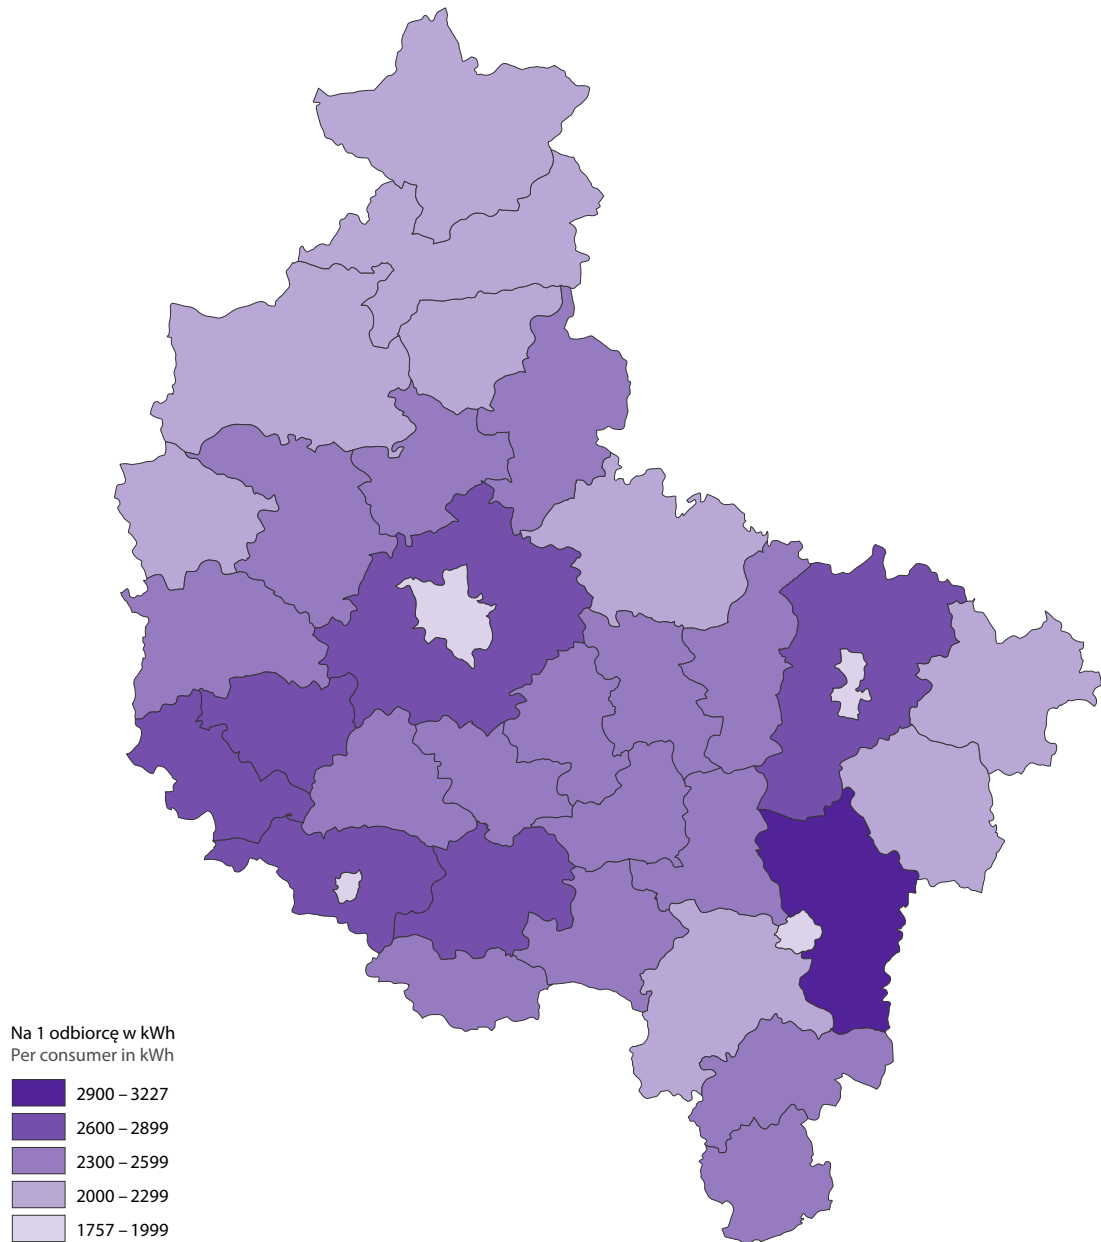 Na 1 odbiorcę w kWh
Per consumer in kWh
2900 – 3227
2600 – 2899
2300 – 2599
2000 – 2299
1757 – 1999